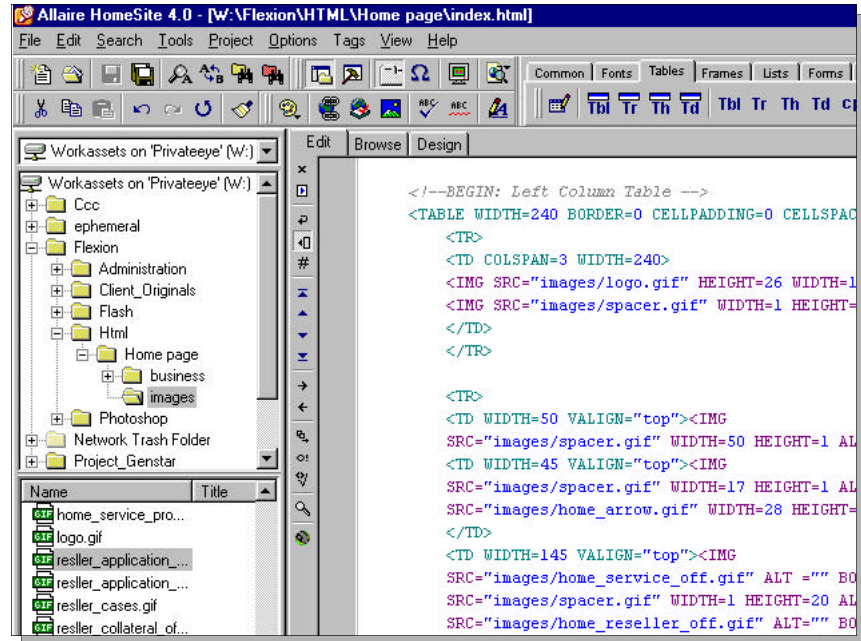 Allaire HomeSite 4.0 - [W:\Flexion\HTML\Home page\index.html]
File Edit Search Tools Project Options Tags View Help
Common Fonts Tables Frames Lists Forms
Tbl Tr Th Td Tbl Tr Th Td
Edit Browse Design
Workassets on 'Privateeye' (W:)
Workassets on 'Privateeye' (W:)
Ccc
ephemeral
Flexion
Administration
Client_Originals
Flash
Html
Home page
business
images
Photoshop
Network Trash Folder
Project_Genstar
Name Title
home_service_pro...
logo.gif
resller_application_...
resller_application_...
resller_cases.gif
resller_collateral_of...
<!--BEGIN: Left Column Table -->
<TABLE WIDTH=240 BORDER=0 CELLPADDING=0 CELLSPAC
<TR>
<TD COLSPAN=3 WIDTH=240>
<IMG SRC="images/logo.gif" HEIGHT=26 WIDTH=1
<IMG SRC="images/spacer.gif" WIDTH=1 HEIGHT=
</TD>
</TR>
<TR>
<TD WIDTH=50 VALIGN="top"><IMG
SRC="images/spacer.gif" WIDTH=50 HEIGHT=1 AL
<TD WIDTH=45 VALIGN="top"><IMG
SRC="images/spacer.gif" WIDTH=17 HEIGHT=1 AL
SRC="images/home_arrow.gif" WIDTH=28 HEIGHT=
</TD>
<TD WIDTH=145 VALIGN="top"><IMG
SRC="images/home_service_off.gif" ALT ="" BO
SRC="images/spacer.gif" WIDTH=1 HEIGHT=20 AL
SRC="images/home_reseller_off.gif" ALT="" BO